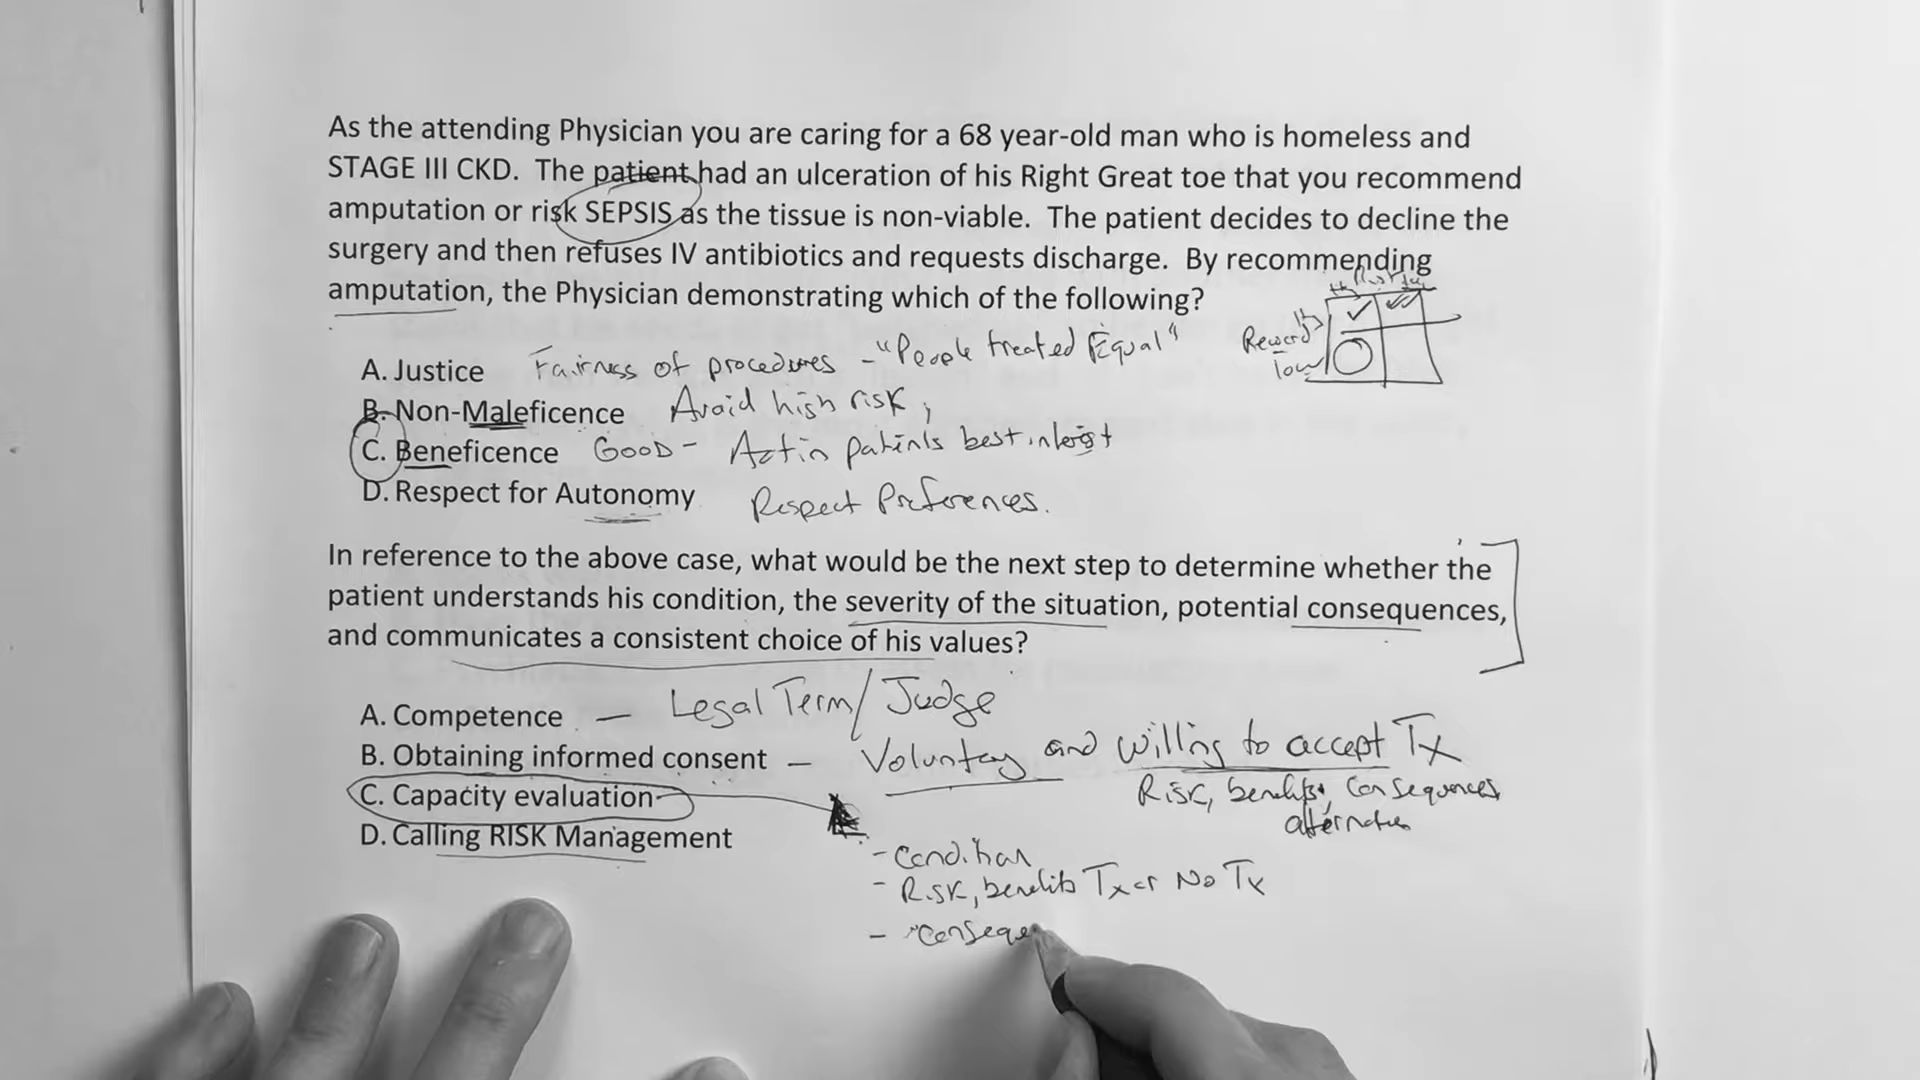 As the attending Physician you are caring for a 68 year-old man who is homeless and
STAGE III CKD. The patient had an ulceration of his Right Great toe that you recommend
amputation or risk SEPSIS as the tissue is non-viable. The patient decides to decline the
surgery and then refuses IV antibiotics and requests discharge. By recommending
amputation, the Physician demonstrating which of the following?
Reward
low
A. Justice Fairness of procedures - "People treated Equal"
B. Non-Maleficence Avoid high risk,
C. Beneficence GOOD - Act in patients best interest
D. Respect for Autonomy Respect Preferences.
In reference to the above case, what would be the next step to determine whether the
patient understands his condition, the severity of the situation, potential consequences,
and communicates a consistent choice of his values?
A. Competence - Legal Term/Judge
B. Obtaining informed consent - Voluntary and willing to accept Tx
Risk, benefits, Consequences
C. Capacity evaluation
D. Calling RISK Management
- Condition
- Risk, benefits Tx or No Tx
- Conseque